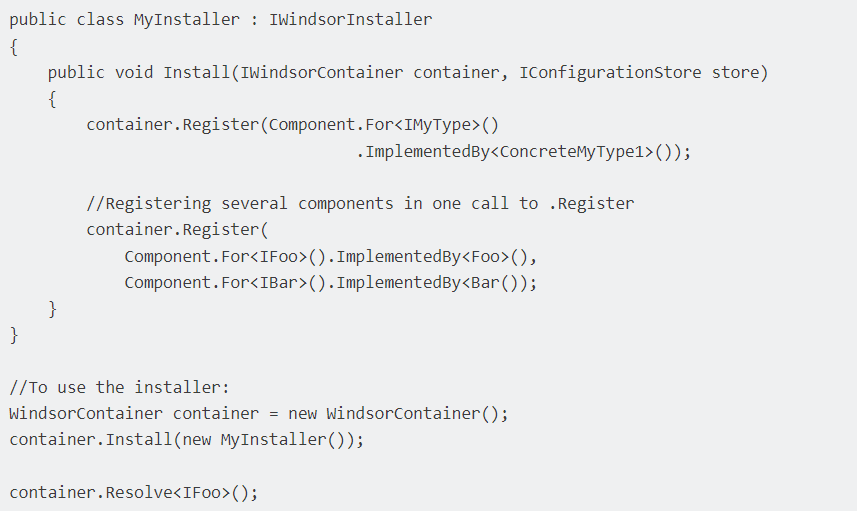 public class MyInstaller : IWindsorInstaller
{
    public void Install(IWindsorContainer container, IConfigurationStore store)
    {
        container.Register(Component.For<IMyType>()
                                    .ImplementedBy<ConcreteMyType1>());

        //Registering several components in one call to .Register
        container.Register(
            Component.For<IFoo>().ImplementedBy<Foo>(),
            Component.For<IBar>().ImplementedBy<Bar());
    }
}

//To use the installer:
WindsorContainer container = new WindsorContainer();
container.Install(new MyInstaller());

container.Resolve<IFoo>();